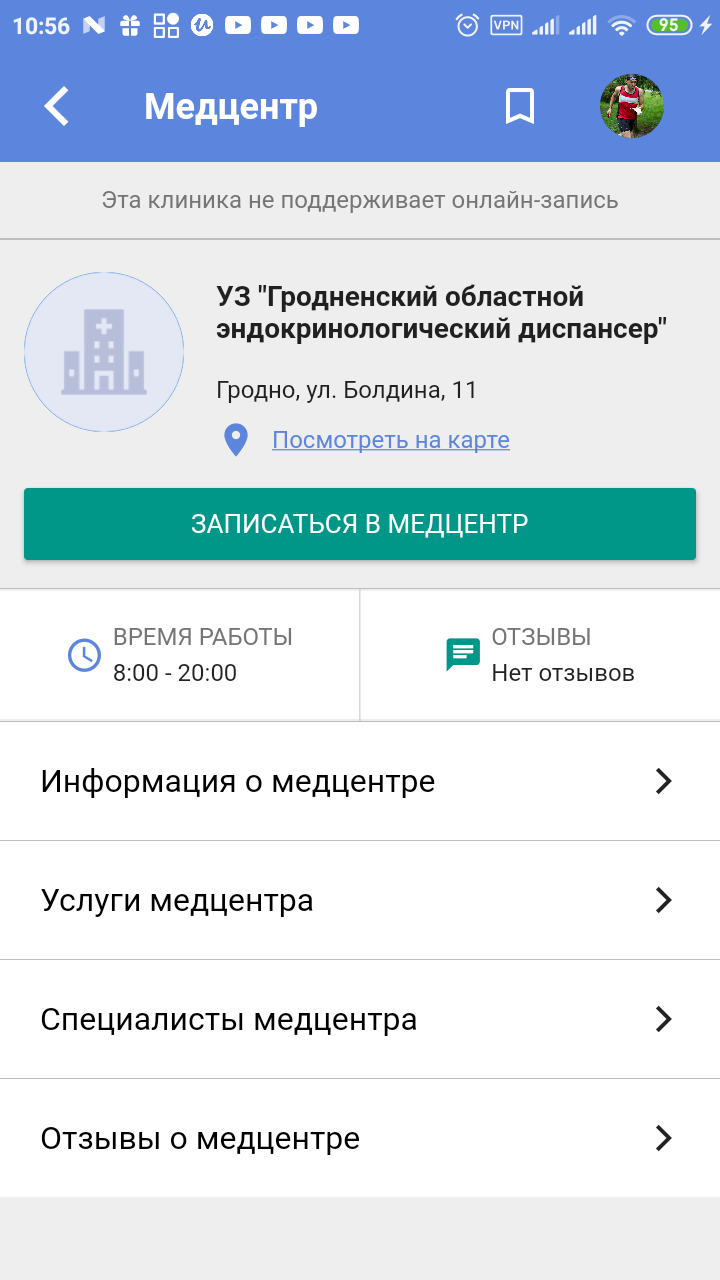 10:56
VPN
95
Медцентр
Эта клиника не поддерживает онлайн-запись
УЗ "Гродненский областной
эндокринологический диспансер"
Гродно, ул. Болдина, 11
Посмотреть на карте
ЗАПИСАТЬСЯ В МЕДЦЕНТР
ВРЕМЯ РАБОТЫ
8:00 - 20:00
ОТЗЫВЫ
Нет отзывов
Информация о медцентре
Услуги медцентра
Специалисты медцентра
Отзывы о медцентре